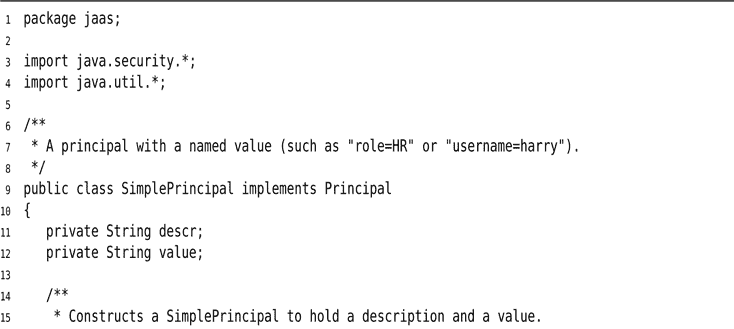 1 package jaas;
2
3 import java.security.*;
4 import java.util.*;
5
6 /**
7  * A principal with a named value (such as "role=HR" or "username=harry").
8  */
9 public class SimplePrincipal implements Principal
10 {
11    private String descr;
12    private String value;
13
14    /**
15     * Constructs a SimplePrincipal to hold a description and a value.